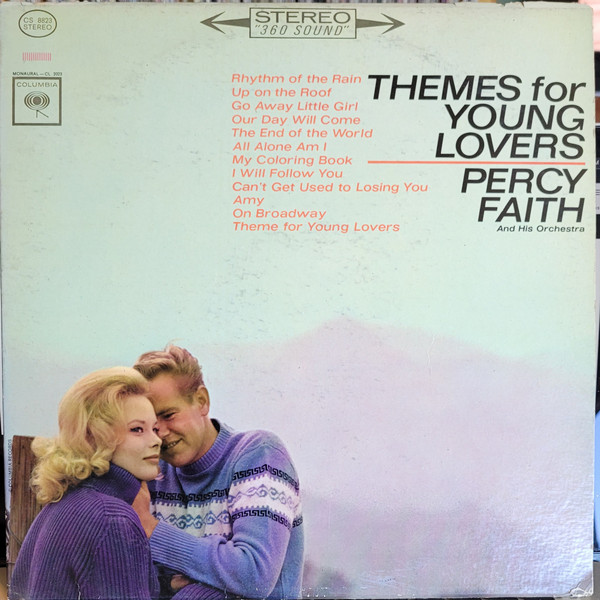 CS 8823
STEREO
STEREO
"360 SOUND"
COLUMBIA
Rhythm of the Rain
Up on the Roof
Go Away Little Girl
Our Day Will Come
The End of the World
All Alone Am I
My Coloring Book
I Will Follow You
Can't Get Used to Losing You
Amy
On Broadway
Theme for Young Lovers
THEMES for
YOUNG
LOVERS
PERCY
FAITH
And His Orchestra